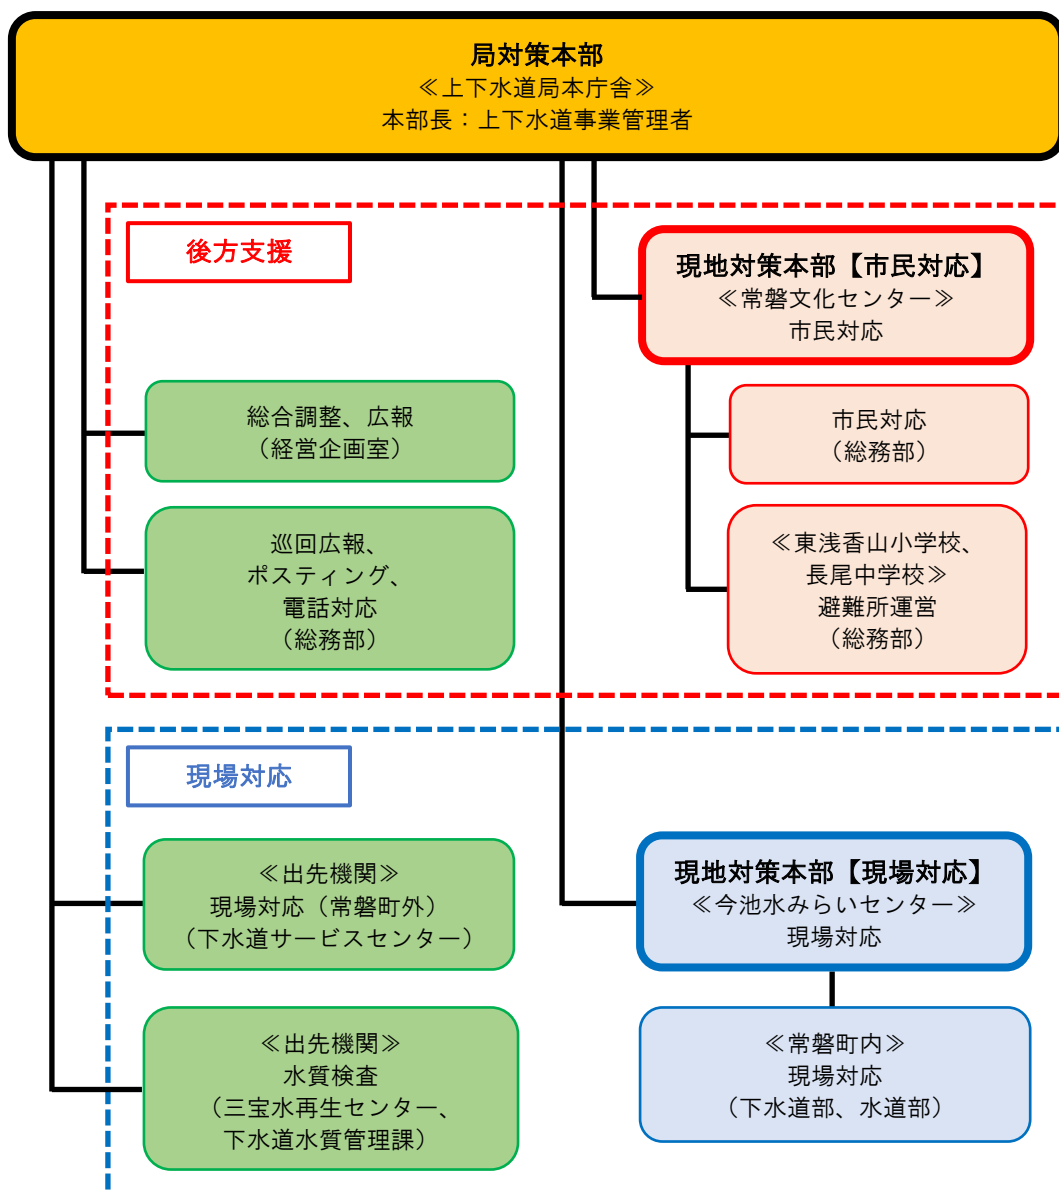 局対策本部
≪上下水道局本庁舎≫
本部長：上下水道事業管理者
後方支援
現地対策本部【市民対応】
≪常磐文化センター≫
市民対応
総合調整、広報
（経営企画室）
市民対応
（総務部）
巡回広報、
ポスティング、
電話対応
（総務部）
≪東浅香山小学校、
長尾中学校≫
避難所運営
（総務部）
現場対応
≪出先機関≫
現場対応（常磐町外）
（下水道サービスセンター）
現地対策本部【現場対応】
≪今池水みらいセンター≫
現場対応
≪出先機関≫
水質検査
（三宝水再生センター、
下水道水質管理課）
≪常磐町内≫
現場対応
（下水道部、水道部）